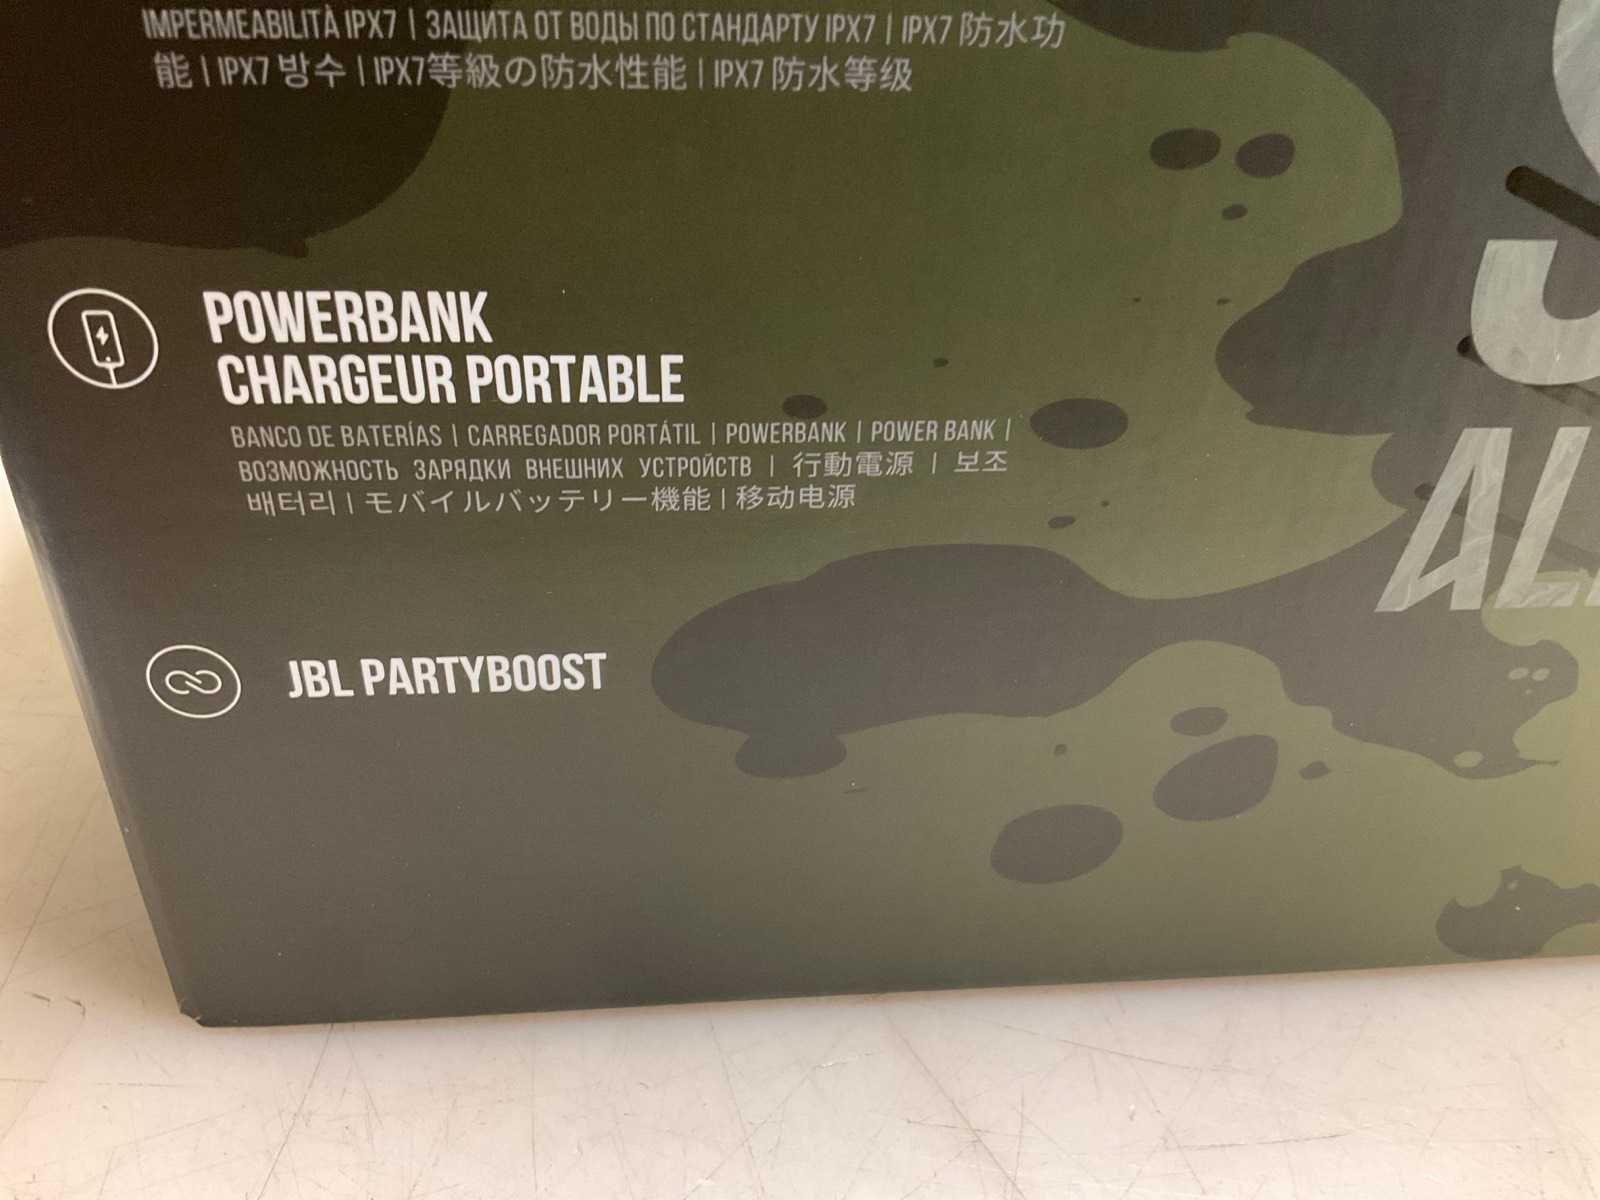 IMPERMEABILITÀ IPX7 | ЗАЩИТА ОТ ВОДЫ ПО СТАНДАРТУ IPX7 | IPX7 防水功
能 | IPX7 방수 | IPX7等級の防水性能 | IPX7 防水等级
POWERBANK
CHARGEUR PORTABLE
BANCO DE BATERÍAS | CARREGADOR PORTÁTIL | POWERBANK | POWER BANK |
ВОЗМОЖНОСТЬ ЗАРЯДКИ ВНЕШНИХ УСТРОЙСТВ | 行動電源 | 보조
배터리 | モバイルバッテリー機能 | 移动电源
JBL PARTYBOOST